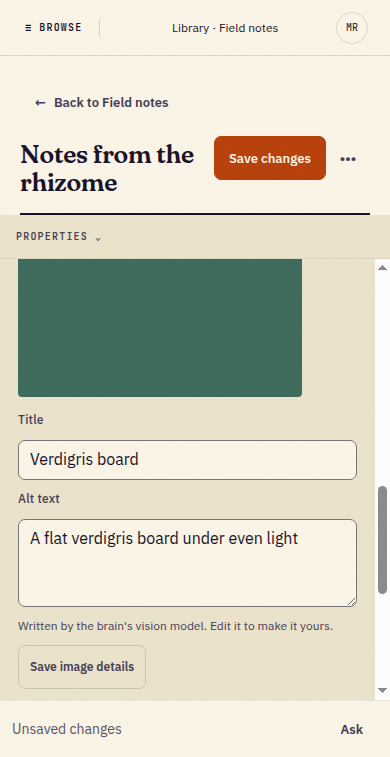 ≡ BROWSE
Library · Field notes
MR
← Back to Field notes
Notes from the
rhizome
Save changes
•••
PROPERTIES ⌄
Title
Verdigris board
Alt text
A flat verdigris board under even light
Written by the brain's vision model. Edit it to make it yours.
Save image details
Unsaved changes
Ask